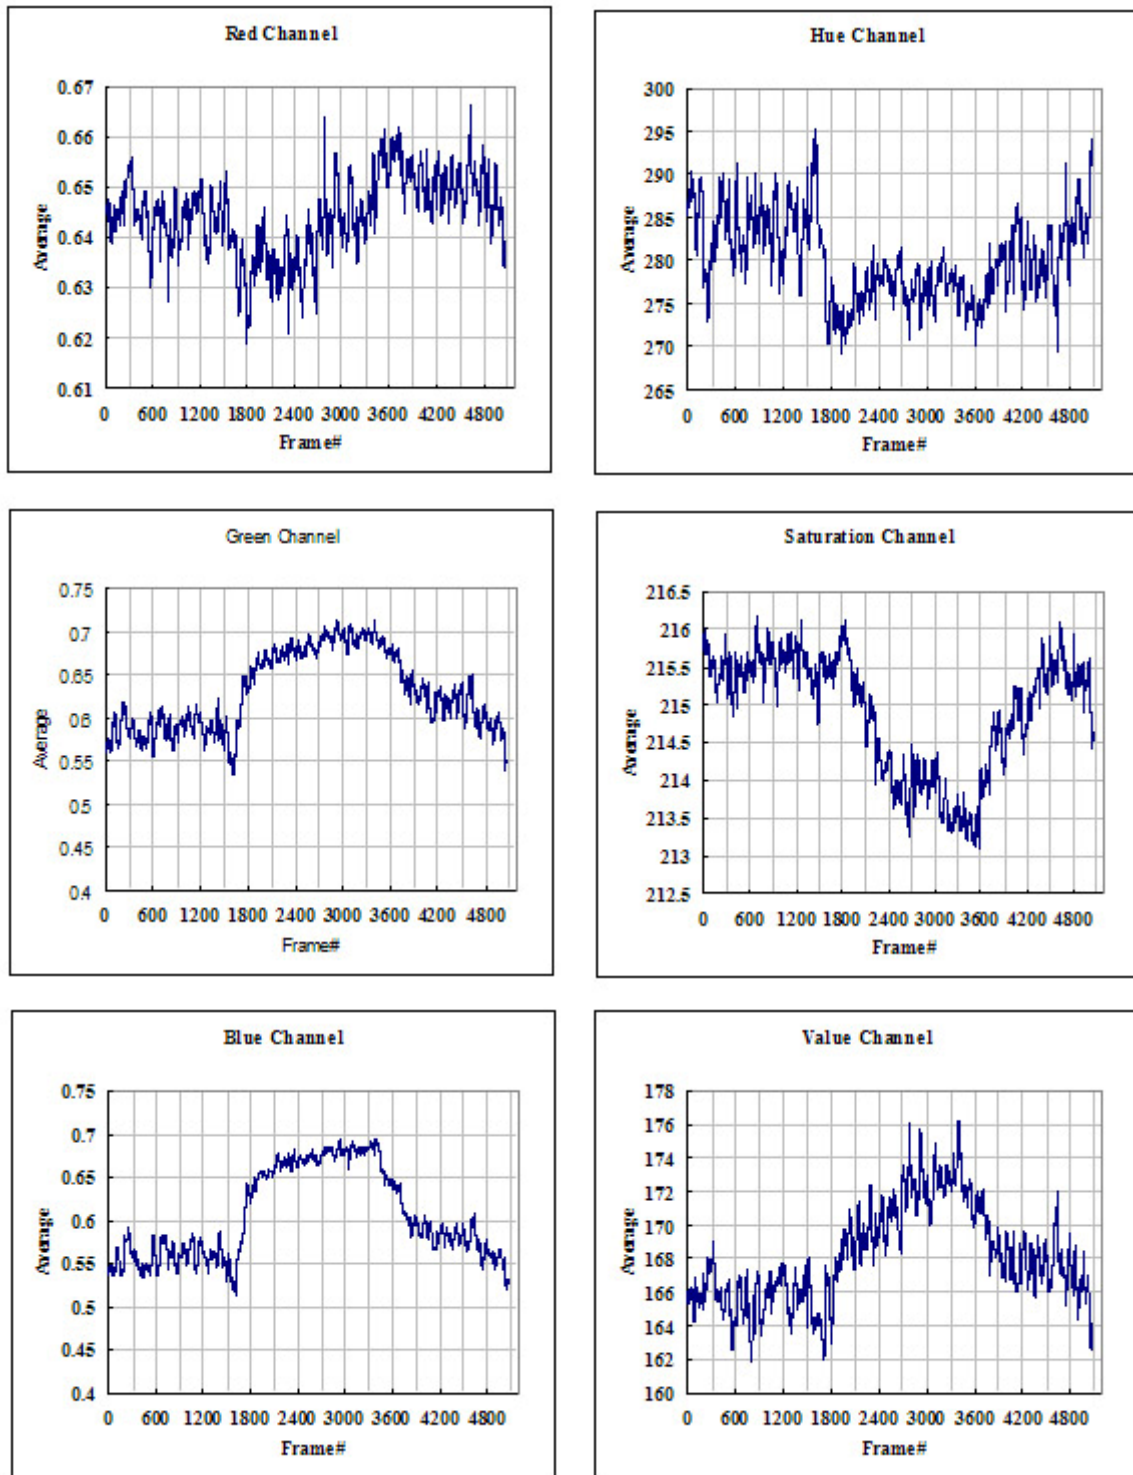 Red Channel
0.67
0.66
0.65
0.64
0.63
0.62
0.61
Average
0 600 1200 1800 2400 3000 3600 4200 4800
Frame#
Hue Channel
300
295
290
285
280
275
270
265
Average
0 600 1200 1800 2400 3000 3600 4200 4800
Frame#
Green Channel
0.75
0.7
0.65
0.6
0.55
0.5
0.45
0.4
Average
0 600 1200 1800 2400 3000 3600 4200 4800
Frame#
Saturation Channel
216.5
216
215.5
215
214.5
214
213.5
213
212.5
Average
0 600 1200 1800 2400 3000 3600 4200 4800
Frame#
Blue Channel
0.75
0.7
0.65
0.6
0.55
0.5
0.45
0.4
Average
0 600 1200 1800 2400 3000 3600 4200 4800
Frame#
Value Channel
178
176
174
172
170
168
166
164
162
160
Average
0 600 1200 1800 2400 3000 3600 4200 4800
Frame#